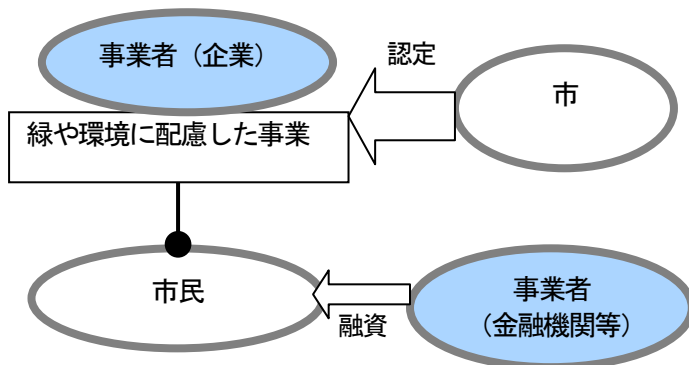 事業者（企業）
認定
市
緑や環境に配慮した事業
市民
融資
事業者
（金融機関等）